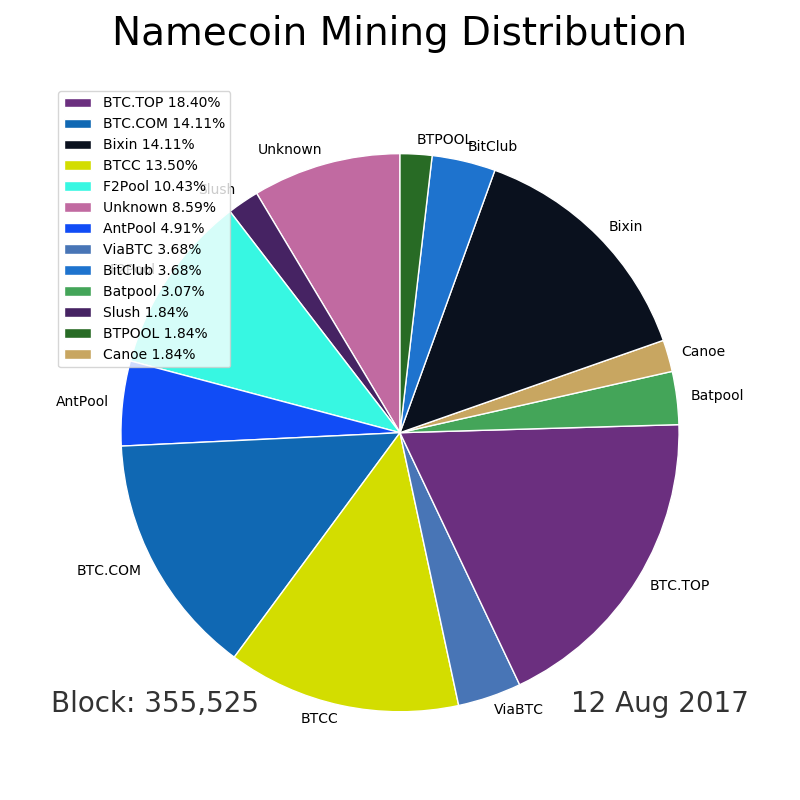 Namecoin Mining Distribution
BTC.TOP 18.40%
BTC.COM 14.11%
Bixin 14.11%
BTCC 13.50%
F2Pool 10.43%
Unknown 8.59%
AntPool 4.91%
ViaBTC 3.68%
BitClub 3.68%
Batpool 3.07%
Slush 1.84%
BTPOOL 1.84%
Canoe 1.84%
Unknown
BTPOOL
BitClub
Slush
Bixin
Canoe
Batpool
AntPool
BTC.COM
BTC.TOP
ViaBTC
BTCC
Block: 355,525
12 Aug 2017